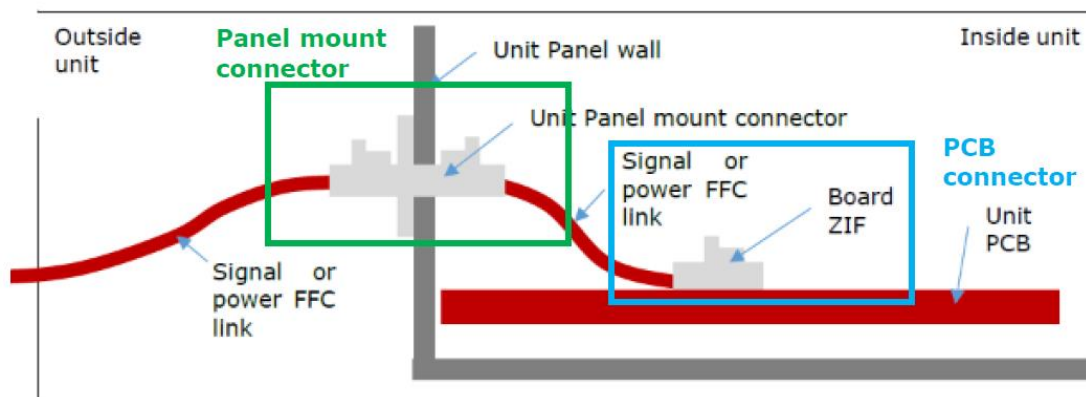 Outside
unit
Panel mount
connector
Unit Panel wall
Inside unit
Unit Panel mount connector
Signal or
power FFC
link
Board
ZIF
PCB
connector
Unit
PCB
Signal or
power FFC
link